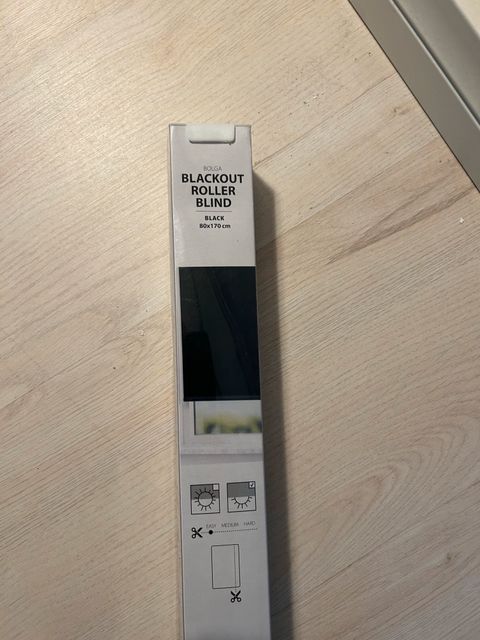 BOLGA
BLACKOUT
ROLLER
BLIND
BLACK
80x170 cm
EASY MEDIUM HARD